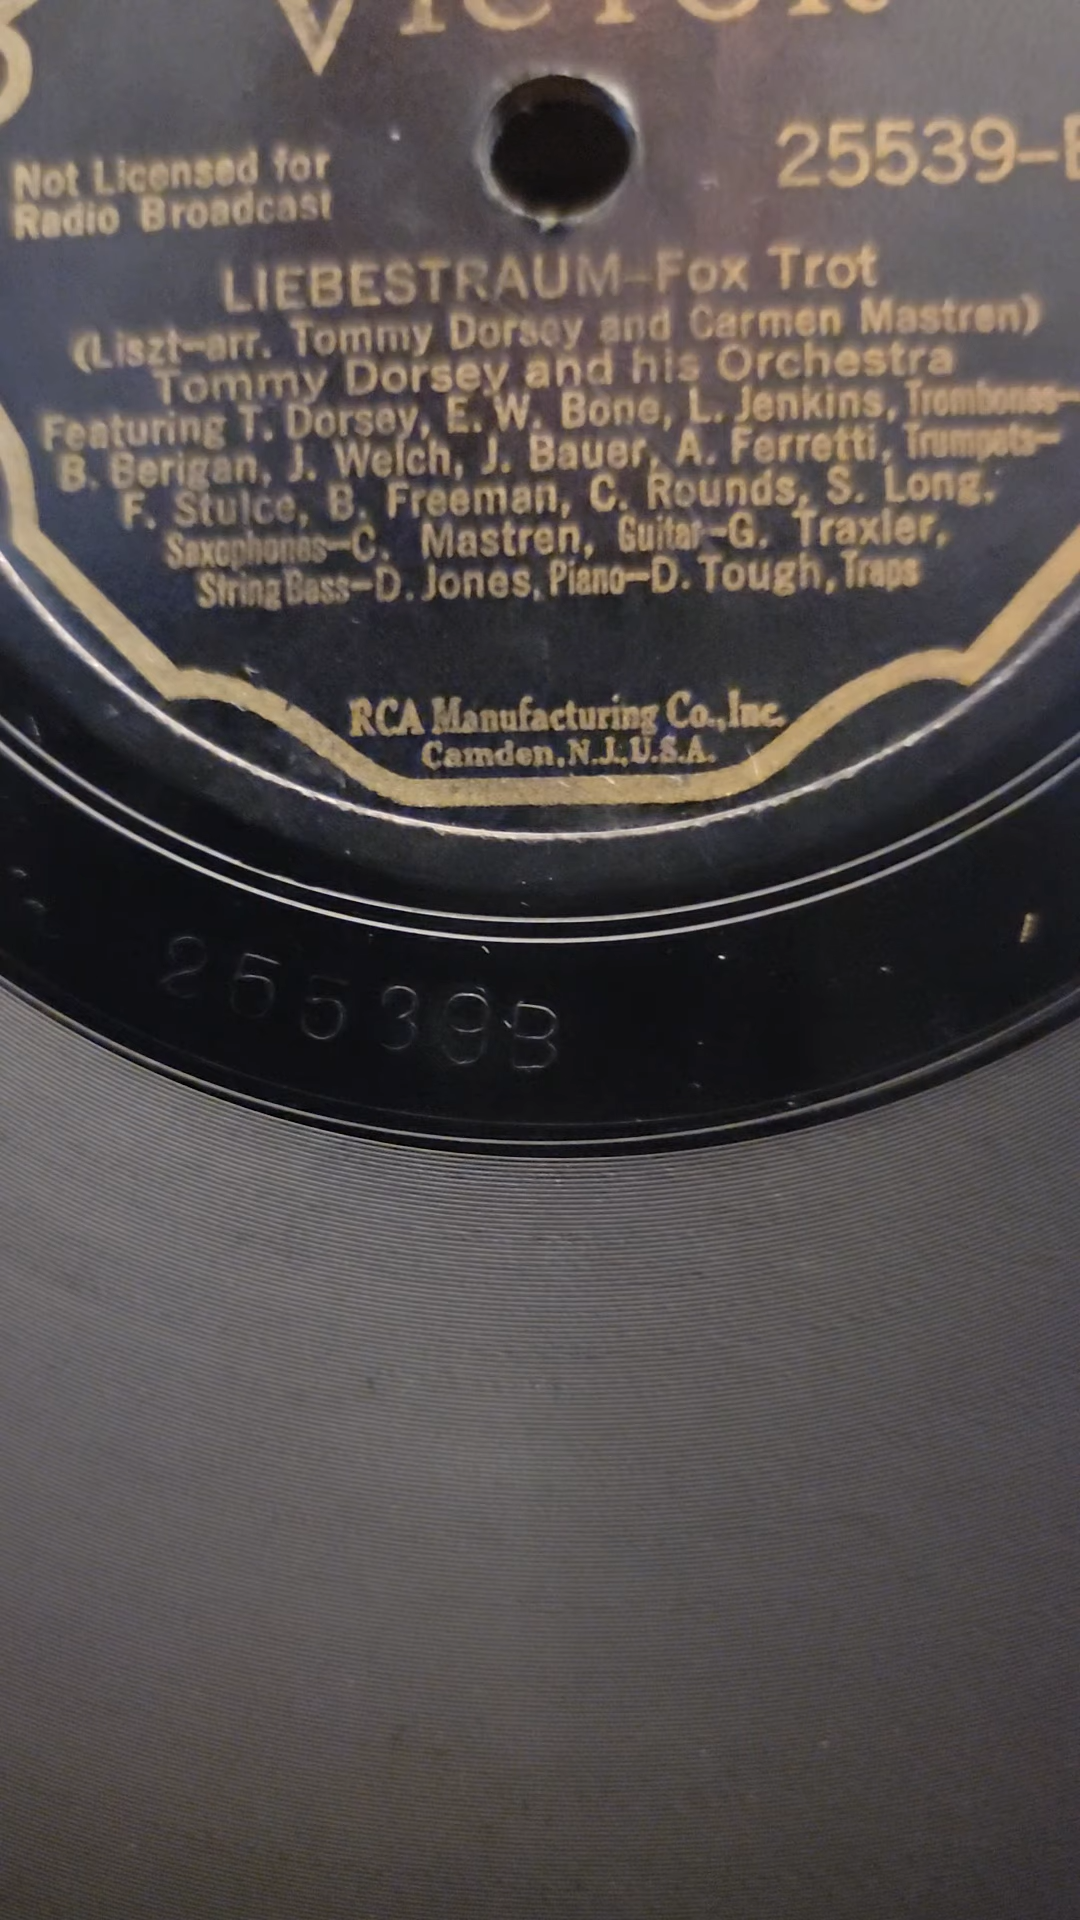 VICTOR
Not Licensed for
Radio Broadcast
25539-B
LIEBESTRAUM-Fox Trot
(Liszt-arr. Tommy Dorsey and Carmen Mastren)
Tommy Dorsey and his Orchestra
Featuring T. Dorsey, E. W. Bone, L. Jenkins, Trombones-
B. Berigan, J. Welch, J. Bauer, A. Ferretti, Trumpets-
F. Stulce, B. Freeman, C. Rounds, S. Long,
Saxophones-C. Mastren, Guitar-G. Traxler,
String Bass-D. Jones, Piano-D. Tough, Traps
RCA Manufacturing Co., Inc.
Camden, N.J., U.S.A.
25539B